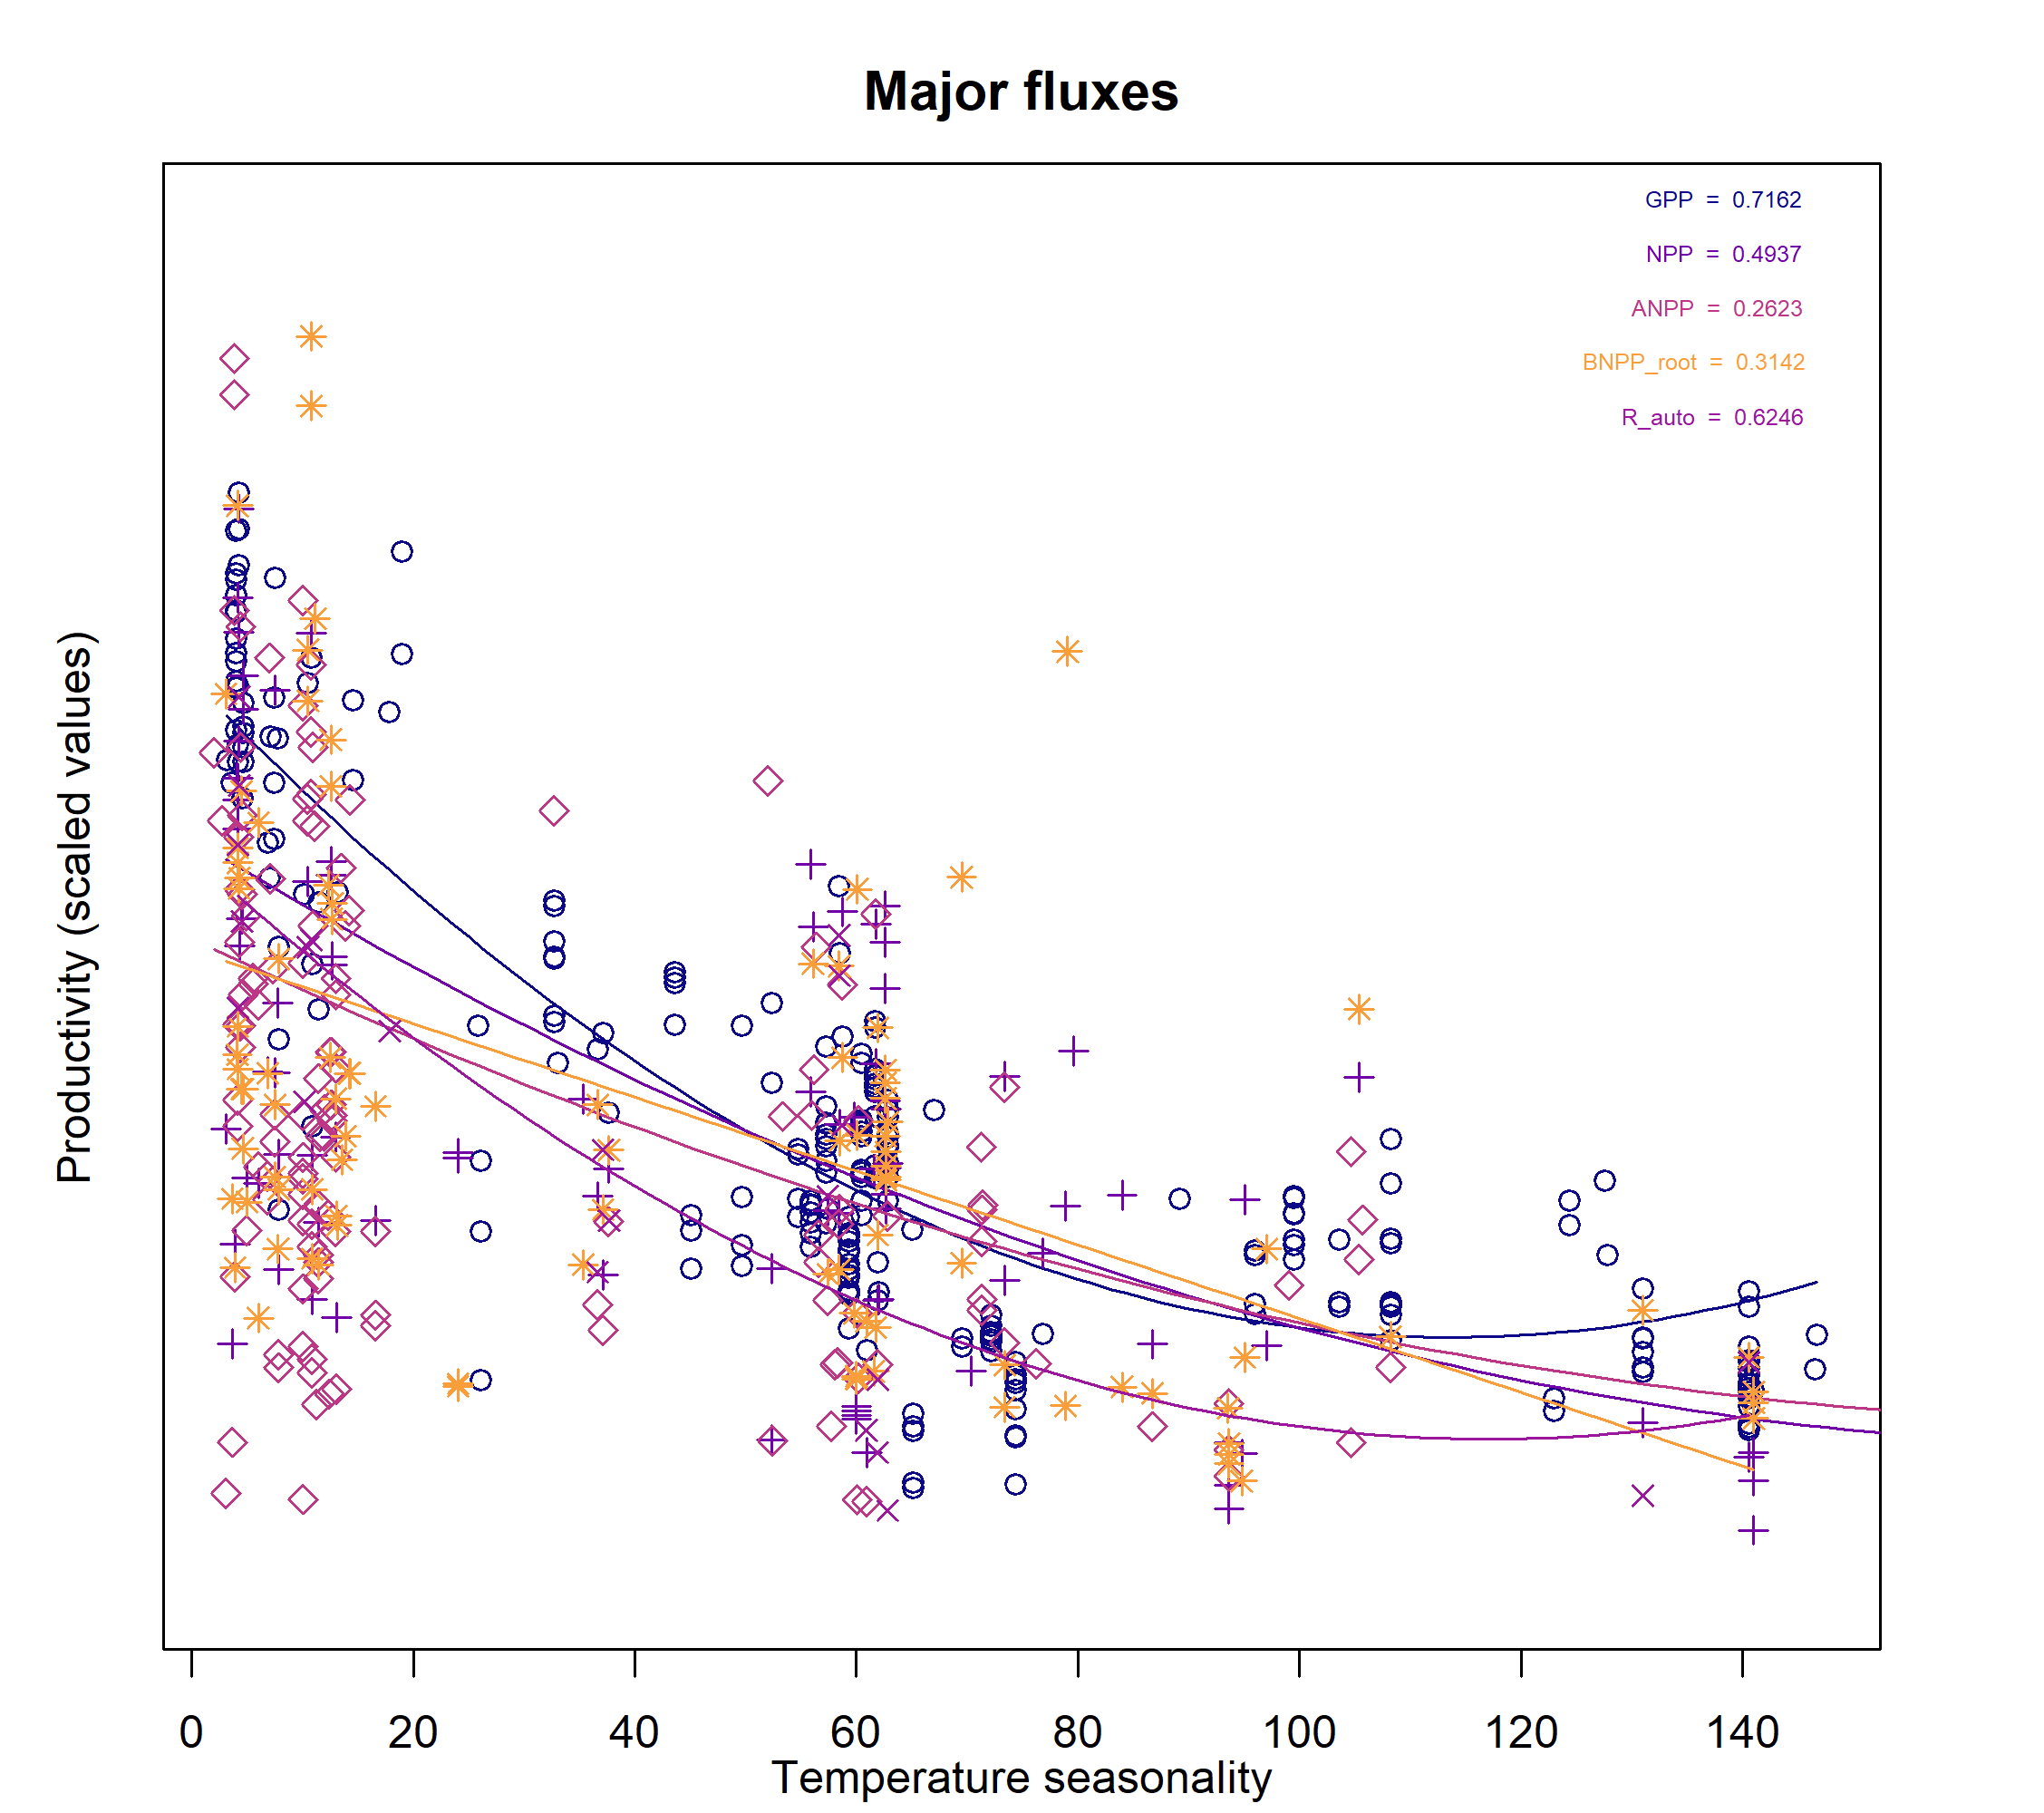 Major fluxes
GPP = 0.7162
NPP = 0.4937
ANPP = 0.2623
BNPP_root = 0.3142
R_auto = 0.6246
Productivity (scaled values)
0 20 40 60 80 100 120 140
Temperature seasonality